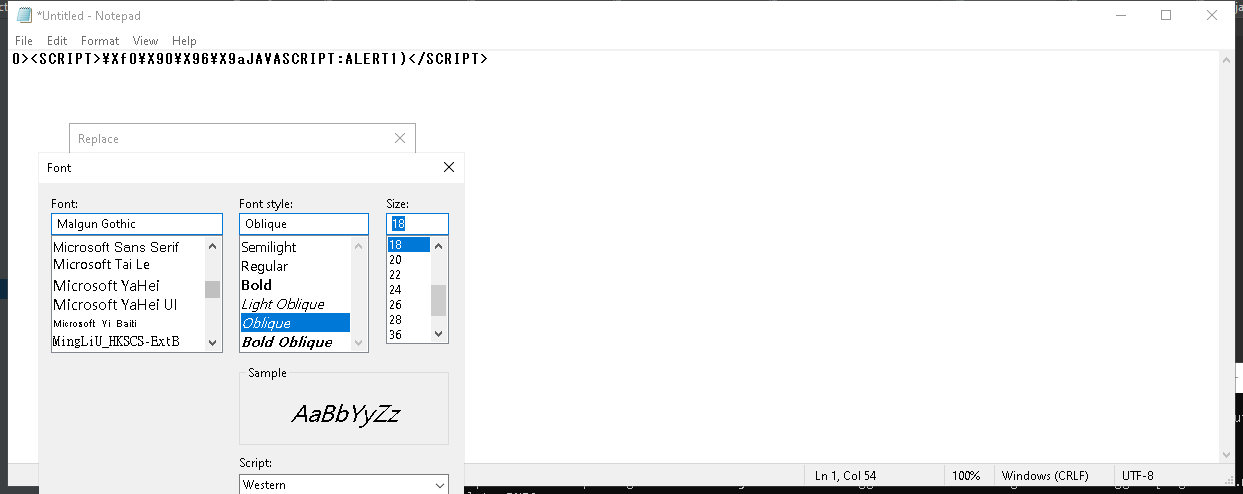 *Untitled - Notepad
File Edit Format View Help
0><SCRIPT>¥Xf0¥X90¥X96¥X9aJAVASCRIPT:ALERT1)</SCRIPT>
Replace
Font
Font: Font style: Size:
Malgun Gothic Oblique 18
Microsoft Sans Serif
Microsoft Tai Le
Microsoft YaHei
Microsoft YaHei UI
Microsoft Yi Baiti
MingLiU_HKSCS-ExtB
Semilight
Regular
Bold
Light Oblique
Oblique
Bold Oblique
18
20
22
24
26
28
36
Sample
AaBbYyZz
Script:
Western
Ln 1, Col 54 100% Windows (CRLF) UTF-8